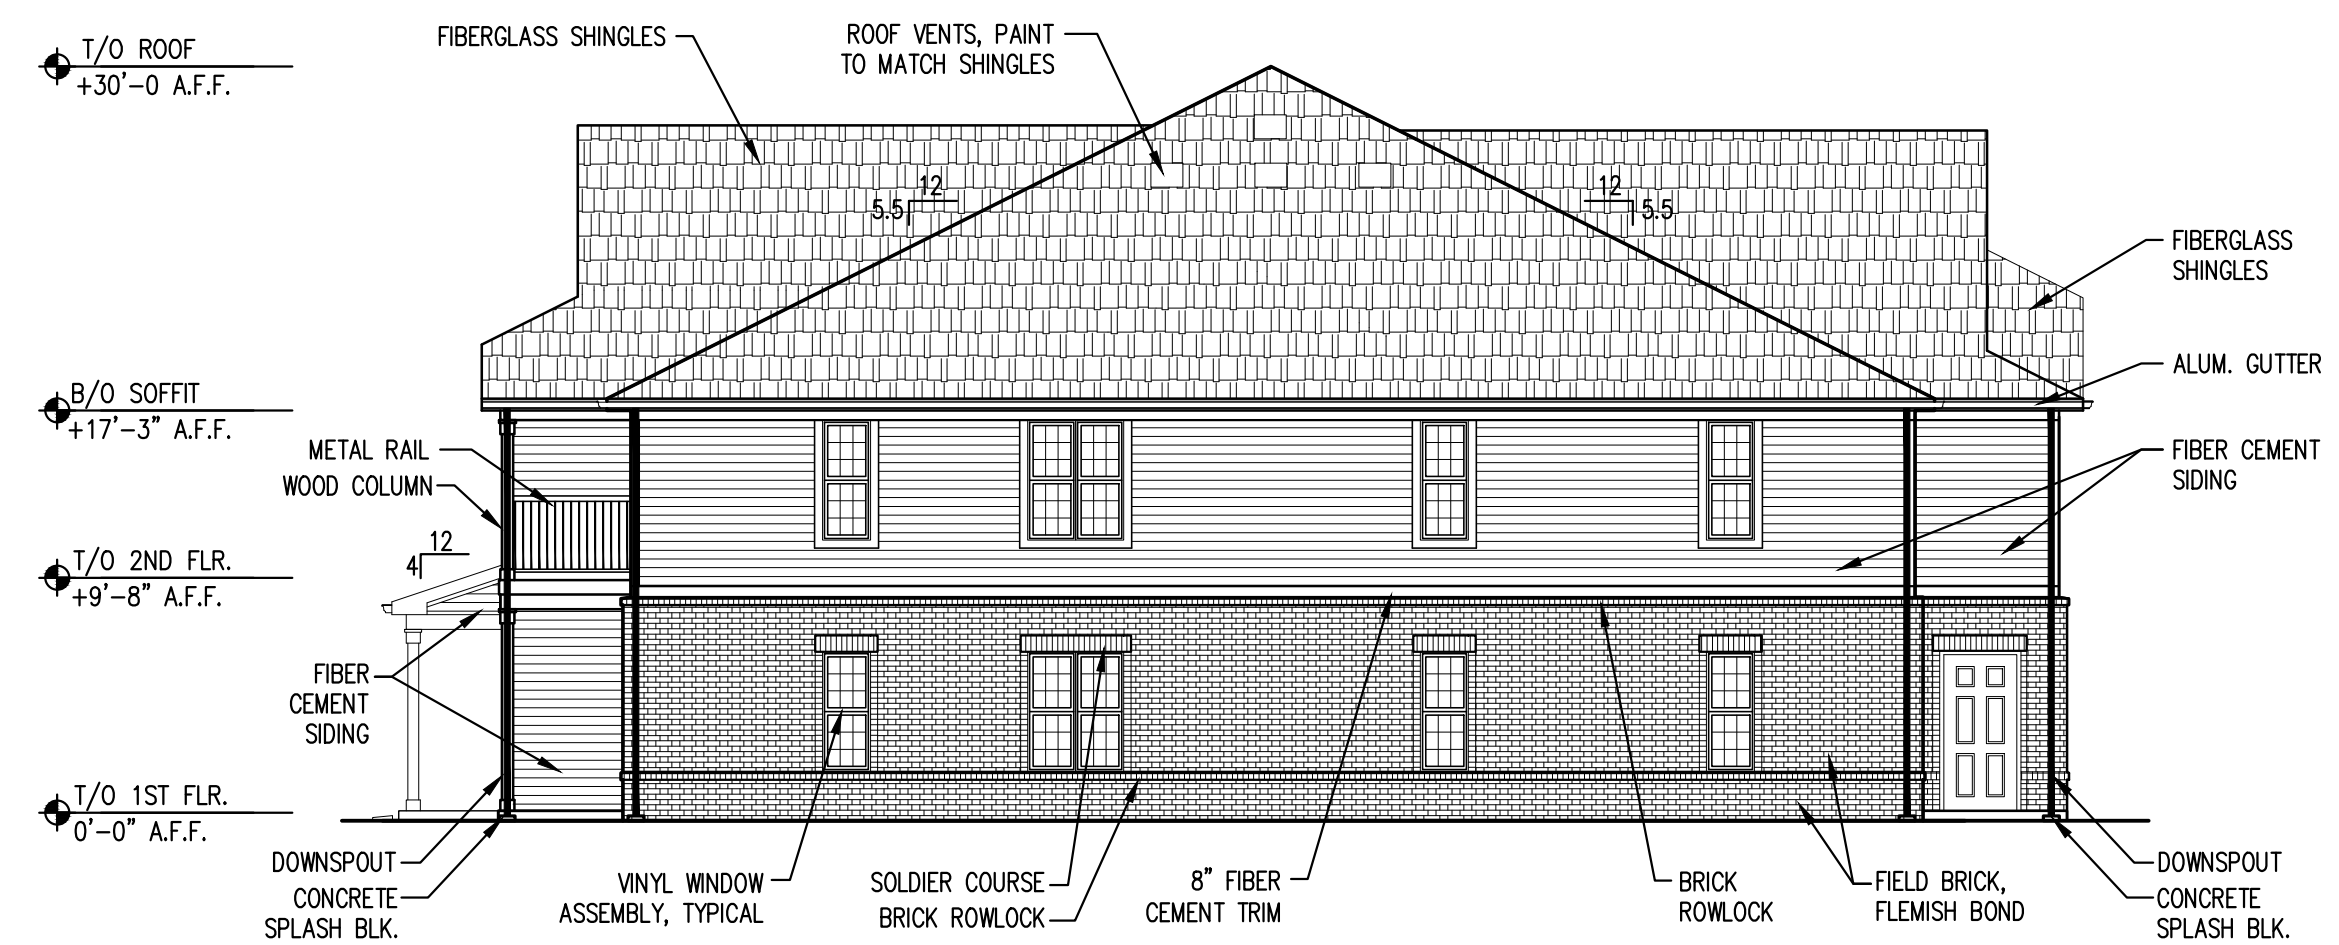 T/O ROOF
+30'-0 A.F.F.
FIBERGLASS SHINGLES
ROOF VENTS, PAINT
TO MATCH SHINGLES
12
5.5
12
5.5
FIBERGLASS
SHINGLES
ALUM. GUTTER
B/O SOFFIT
+17'-3" A.F.F.
METAL RAIL
WOOD COLUMN
FIBER CEMENT
SIDING
12
4
T/O 2ND FLR.
+9'-8" A.F.F.
FIBER
CEMENT
SIDING
T/O 1ST FLR.
0'-0" A.F.F.
DOWNSPOUT
CONCRETE
SPLASH BLK.
VINYL WINDOW
ASSEMBLY, TYPICAL
SOLDIER COURSE
BRICK ROWLOCK
8" FIBER
CEMENT TRIM
BRICK
ROWLOCK
FIELD BRICK,
FLEMISH BOND
DOWNSPOUT
CONCRETE
SPLASH BLK.